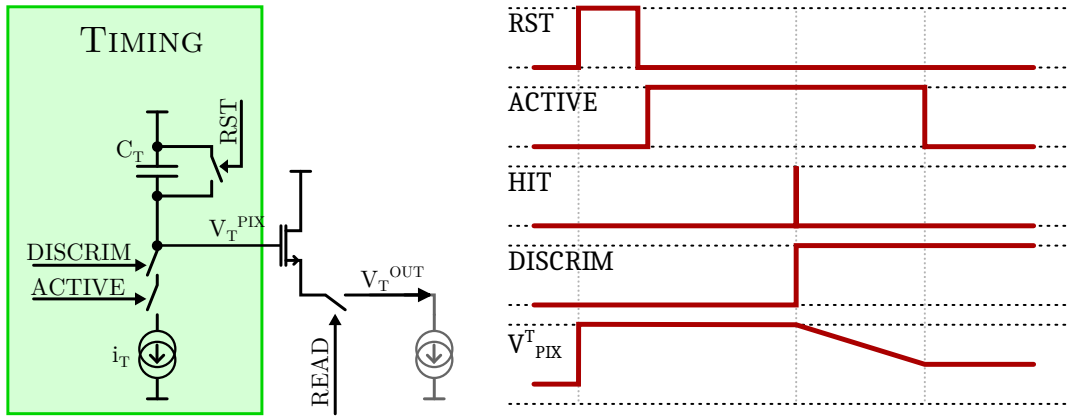 TIMING
RST
C_T
V_T^PIX
DISCRIM
ACTIVE
V_T^OUT
i_T
READ
RST
ACTIVE
HIT
DISCRIM
V^T_PIX